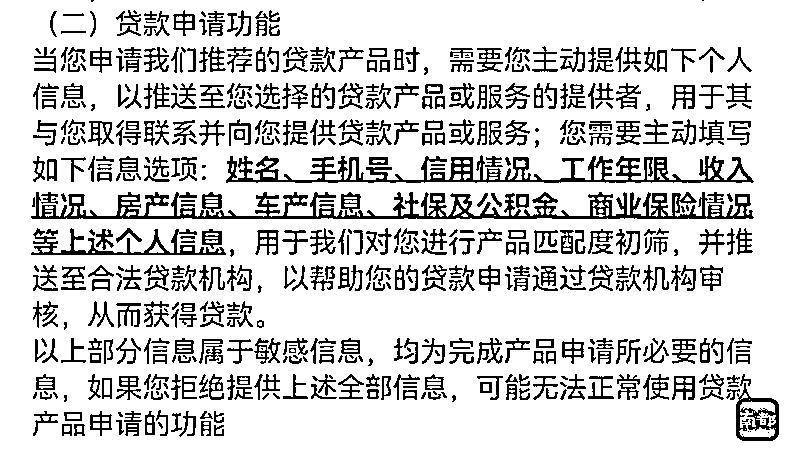 （二）贷款申请功能
当您申请我们推荐的贷款产品时，需要您主动提供如下个人
信息，以推送至您选择的贷款产品或服务的提供者，用于其
与您取得联系并向您提供贷款产品或服务；您需要主动填写
如下信息选项：姓名、手机号、信用情况、工作年限、收入
情况、房产信息、车产信息、社保及公积金、商业保险情况
等上述个人信息，用于我们对您进行产品匹配度初筛，并推
送至合法贷款机构，以帮助您的贷款申请通过贷款机构审
核，从而获得贷款。
以上部分信息属于敏感信息，均为完成产品申请所必要的信
息，如果您拒绝提供上述全部信息，可能无法正常使用贷款
产品申请的功能
南都